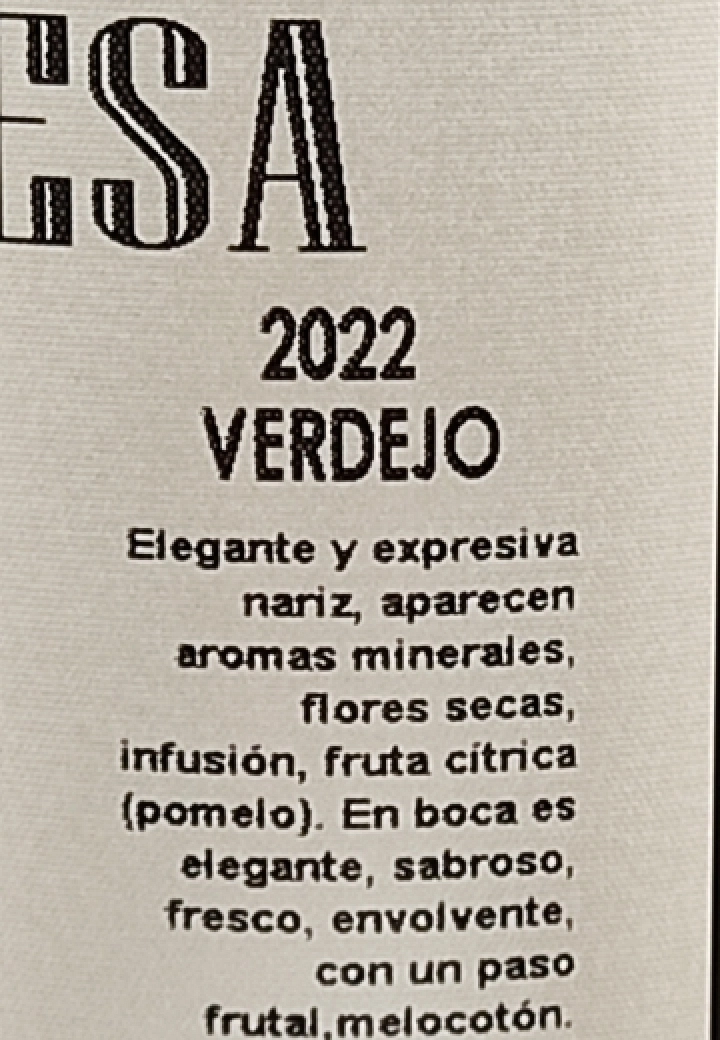 ESA
2022
VERDEJO
Elegante y expresiva
nariz, aparecen
aromas minerales,
flores secas,
infusión, fruta cítrica
(pomelo). En boca es
elegante, sabroso,
fresco, envolvente,
con un paso
frutal,melocotón.